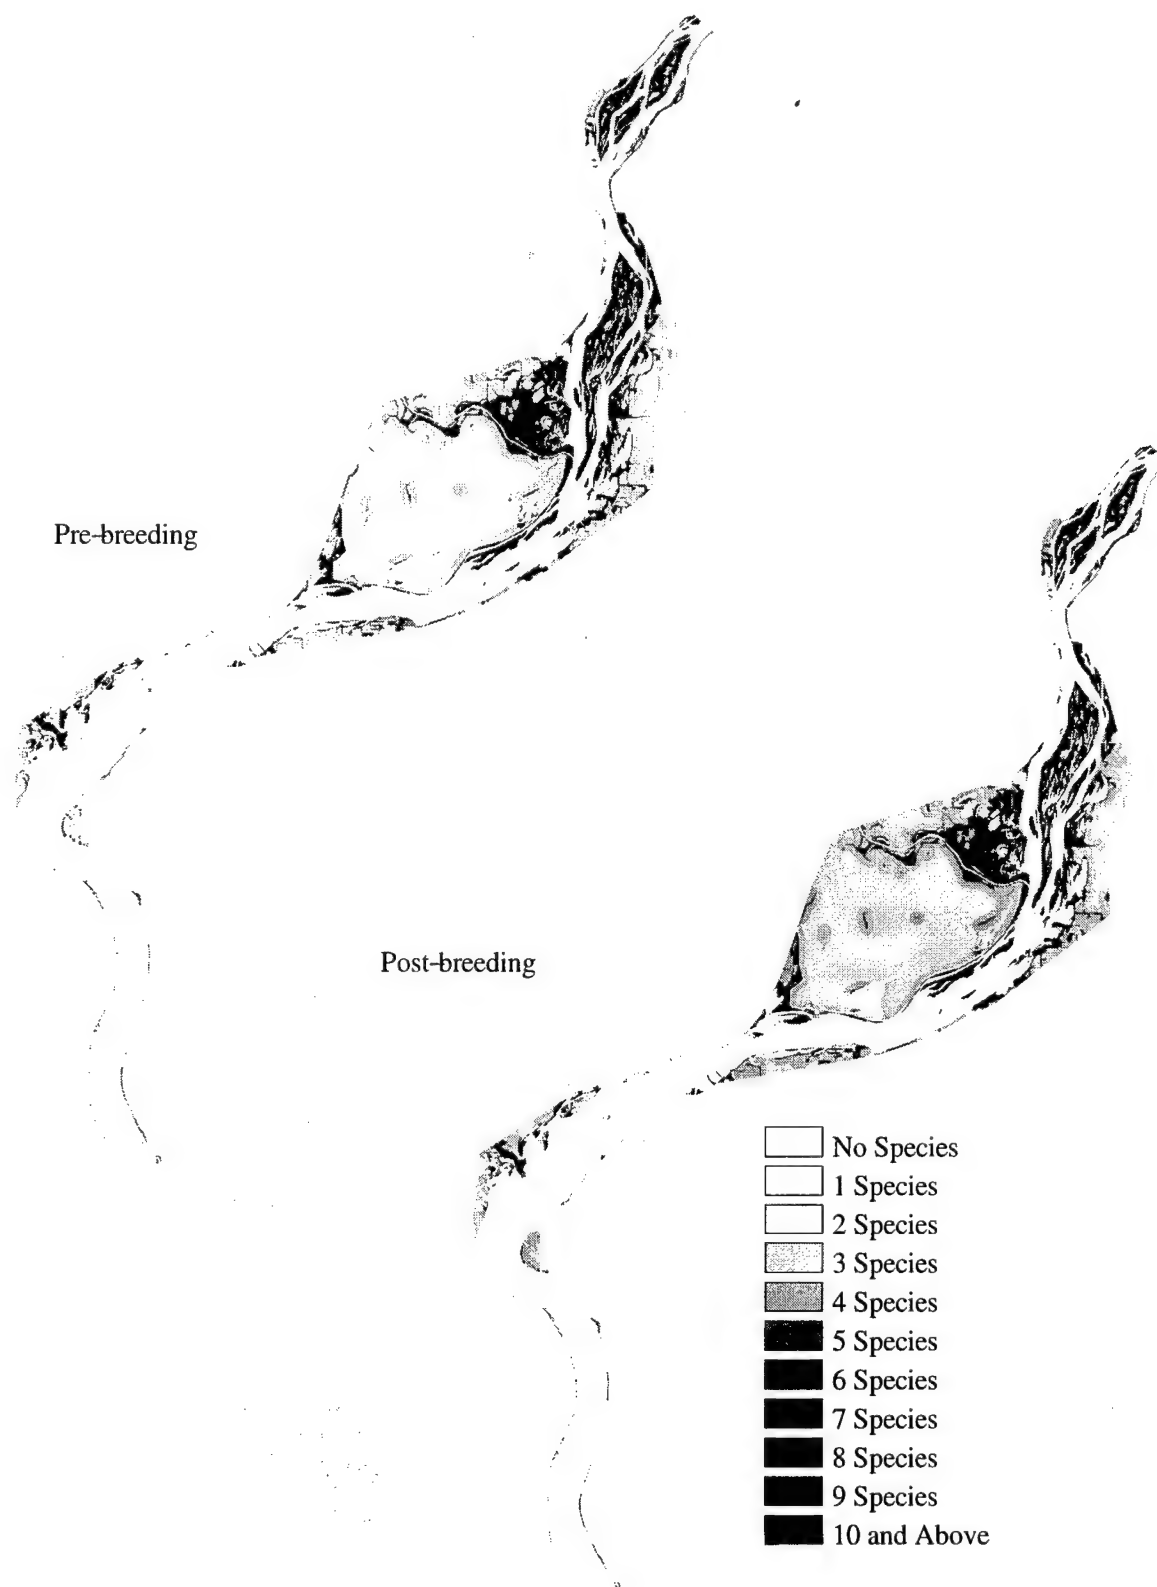 Pre-breeding
Post-breeding
No Species
1 Species
2 Species
3 Species
4 Species
5 Species
6 Species
7 Species
8 Species
9 Species
10 and Above